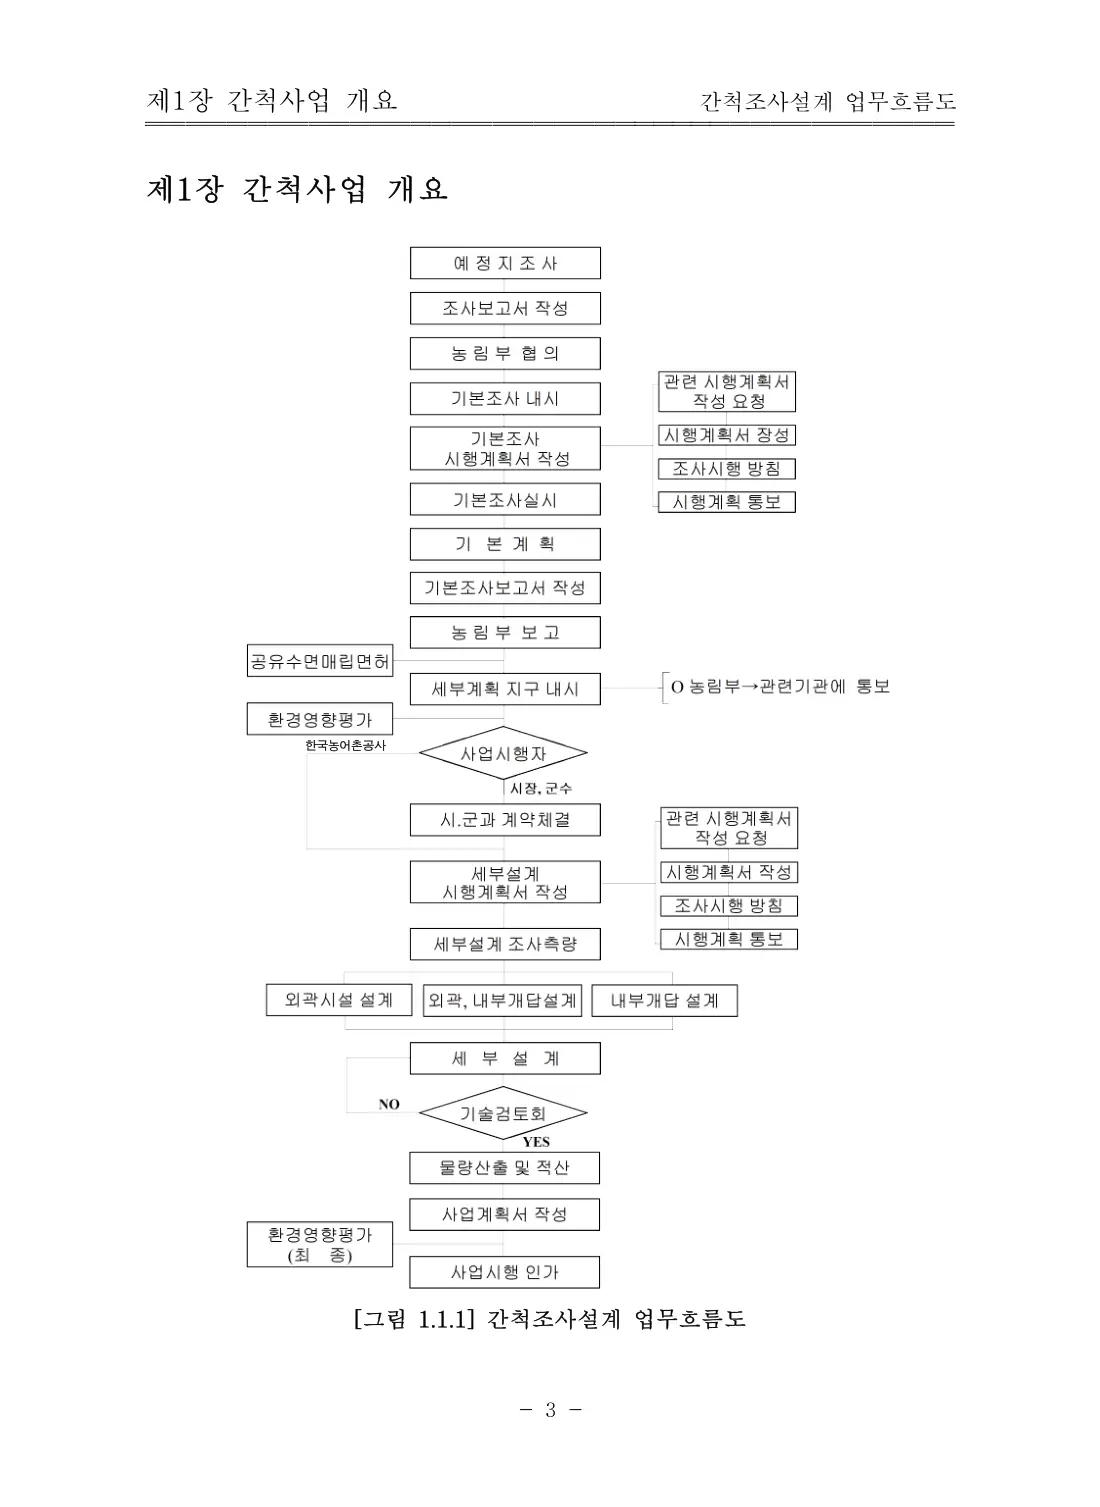 제1장 간척사업 개요
간척조사설계 업무흐름도
제1장 간척사업 개요
예 정 지 조 사
조사보고서 작성
농 림 부 협 의
기본조사 내시
기본조사
시행계획서 작성
관련 시행계획서
작성 요청
시행계획서 장성
조사시행 방침
시행계획 통보
기본조사실시
기 본 계 획
기본조사보고서 작성
농 림 부 보 고
공유수면매립면허
세부계획 지구 내시
O 농림부→관련기관에 통보
환경영향평가
한국농어촌공사
사업시행자
시장, 군수
시.군과 계약체결
세부설계
시행계획서 작성
관련 시행계획서
작성 요청
시행계획서 작성
조사시행 방침
시행계획 통보
세부설계 조사측량
외곽시설 설계
외곽, 내부개답설계
내부개답 설계
세 부 설 계
NO
기술검토회
YES
물량산출 및 적산
사업계획서 작성
환경영향평가
(최 종)
사업시행 인가
[그림 1.1.1] 간척조사설계 업무흐름도
- 3 -